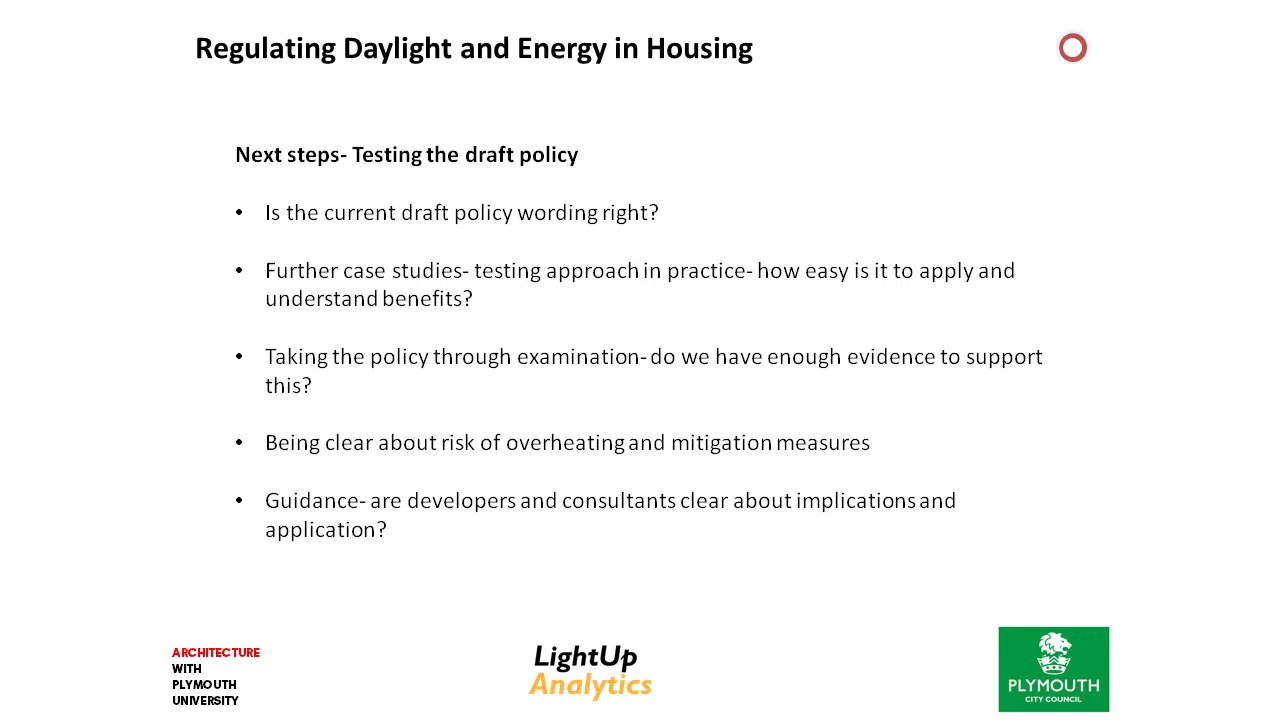 Regulating Daylight and Energy in Housing
Next steps- Testing the draft policy
• Is the current draft policy wording right?
• Further case studies- testing approach in practice- how easy is it to apply and
understand benefits?
• Taking the policy through examination- do we have enough evidence to support
this?
• Being clear about risk of overheating and mitigation measures
• Guidance- are developers and consultants clear about implications and
application?
ARCHITECTURE
WITH
PLYMOUTH
UNIVERSITY
LightUp
Analytics
PLYMOUTH
CITY COUNCIL